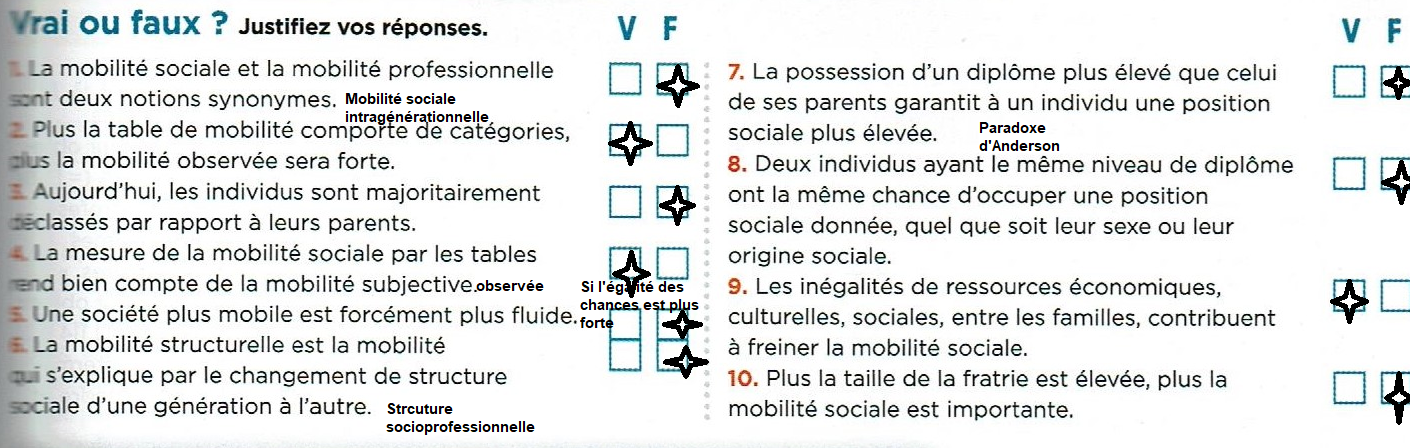 Vrai ou faux ? Justifiez vos réponses. V F
1. La mobilité sociale et la mobilité professionnelle
sont deux notions synonymes. Mobilité sociale
intragénérationnelle
2. Plus la table de mobilité comporte de catégories,
plus la mobilité observée sera forte.
3. Aujourd'hui, les individus sont majoritairement
déclassés par rapport à leurs parents.
4. La mesure de la mobilité sociale par les tables
rend bien compte de la mobilité subjective. observée
Si l'égalité des
chances est plus
forte
5. Une société plus mobile est forcément plus fluide.
6. La mobilité structurelle est la mobilité
qui s'explique par le changement de structure
sociale d'une génération à l'autre. Strcuture
socioprofessionnelle
V F
7. La possession d'un diplôme plus élevé que celui
de ses parents garantit à un individu une position
sociale plus élevée. Paradoxe
d'Anderson
8. Deux individus ayant le même niveau de diplôme
ont la même chance d'occuper une position
sociale donnée, quel que soit leur sexe ou leur
origine sociale.
9. Les inégalités de ressources économiques,
culturelles, sociales, entre les familles, contribuent
à freiner la mobilité sociale.
10. Plus la taille de la fratrie est élevée, plus la
mobilité sociale est importante.